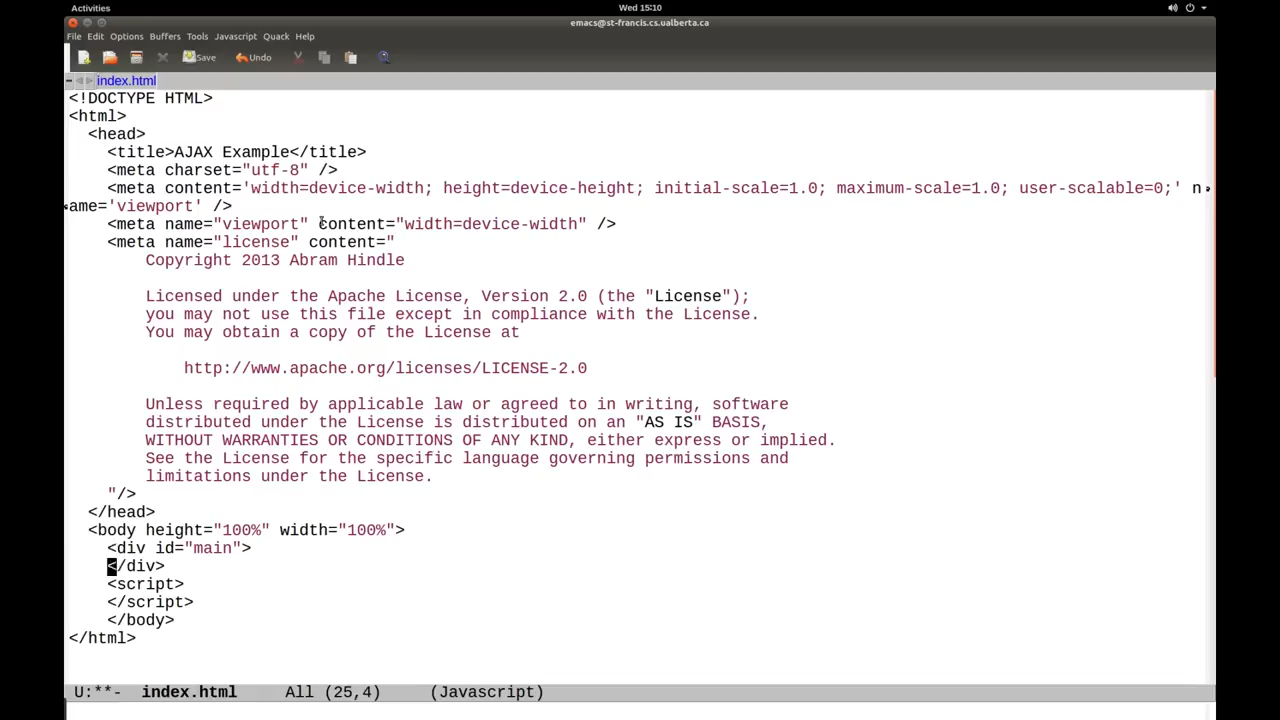 Activities
Wed 15:10
emacs@st-francis.cs.ualberta.ca
File Edit Options Buffers Tools Javascript Quack Help
Save Undo
index.html
<!DOCTYPE HTML>
<html>
  <head>
    <title>AJAX Example</title>
    <meta charset="utf-8" />
    <meta content='width=device-width; height=device-height; initial-scale=1.0; maximum-scale=1.0; user-scalable=0;' n
ame='viewport' />
    <meta name="viewport" content="width=device-width" />
    <meta name="license" content="
        Copyright 2013 Abram Hindle

        Licensed under the Apache License, Version 2.0 (the "License");
        you may not use this file except in compliance with the License.
        You may obtain a copy of the License at

            http://www.apache.org/licenses/LICENSE-2.0

        Unless required by applicable law or agreed to in writing, software
        distributed under the License is distributed on an "AS IS" BASIS,
        WITHOUT WARRANTIES OR CONDITIONS OF ANY KIND, either express or implied.
        See the License for the specific language governing permissions and
        limitations under the License.
    "/>
  </head>
  <body height="100%" width="100%">
    <div id="main">
    </div>
    <script>
    </script>
    </body>
</html>
U:**-  index.html     All (25,4)     (Javascript)